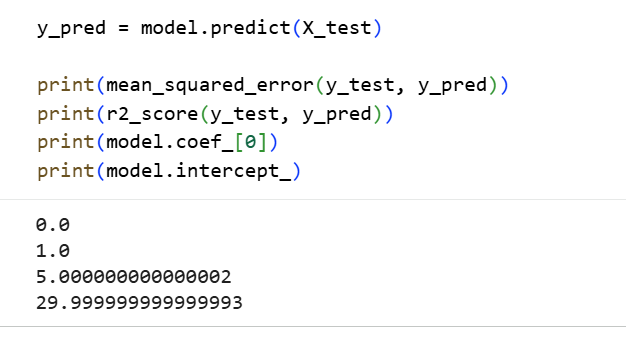 y_pred = model.predict(X_test)
print(mean_squared_error(y_test, y_pred))
print(r2_score(y_test, y_pred))
print(model.coef_[0])
print(model.intercept_)
0.0
1.0
5.000000000000002
29.999999999999993